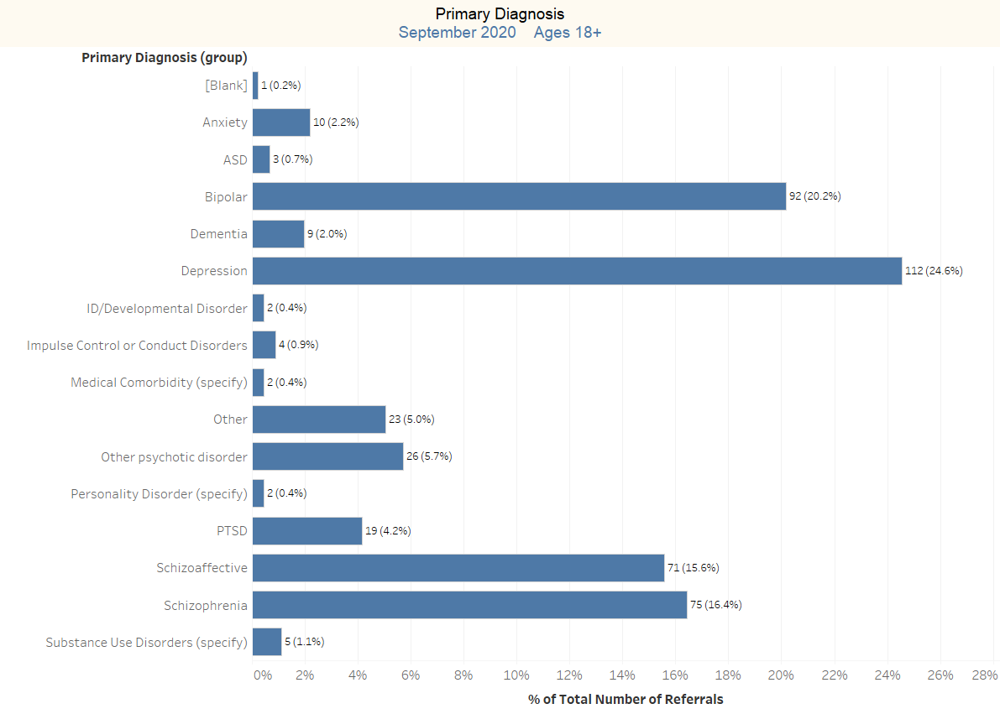 Primary Diagnosis
September 2020 Ages 18+
Primary Diagnosis (group)
[Blank] 1 (0.2%)
Anxiety 10 (2.2%)
ASD 3 (0.7%)
Bipolar 92 (20.2%)
Dementia 9 (2.0%)
Depression 112 (24.6%)
ID/Developmental Disorder 2 (0.4%)
Impulse Control or Conduct Disorders 4 (0.9%)
Medical Comorbidity (specify) 2 (0.4%)
Other 23 (5.0%)
Other psychotic disorder 26 (5.7%)
Personality Disorder (specify) 2 (0.4%)
PTSD 19 (4.2%)
Schizoaffective 71 (15.6%)
Schizophrenia 75 (16.4%)
Substance Use Disorders (specify) 5 (1.1%)
0% 2% 4% 6% 8% 10% 12% 14% 16% 18% 20% 22% 24% 26% 28%
% of Total Number of Referrals